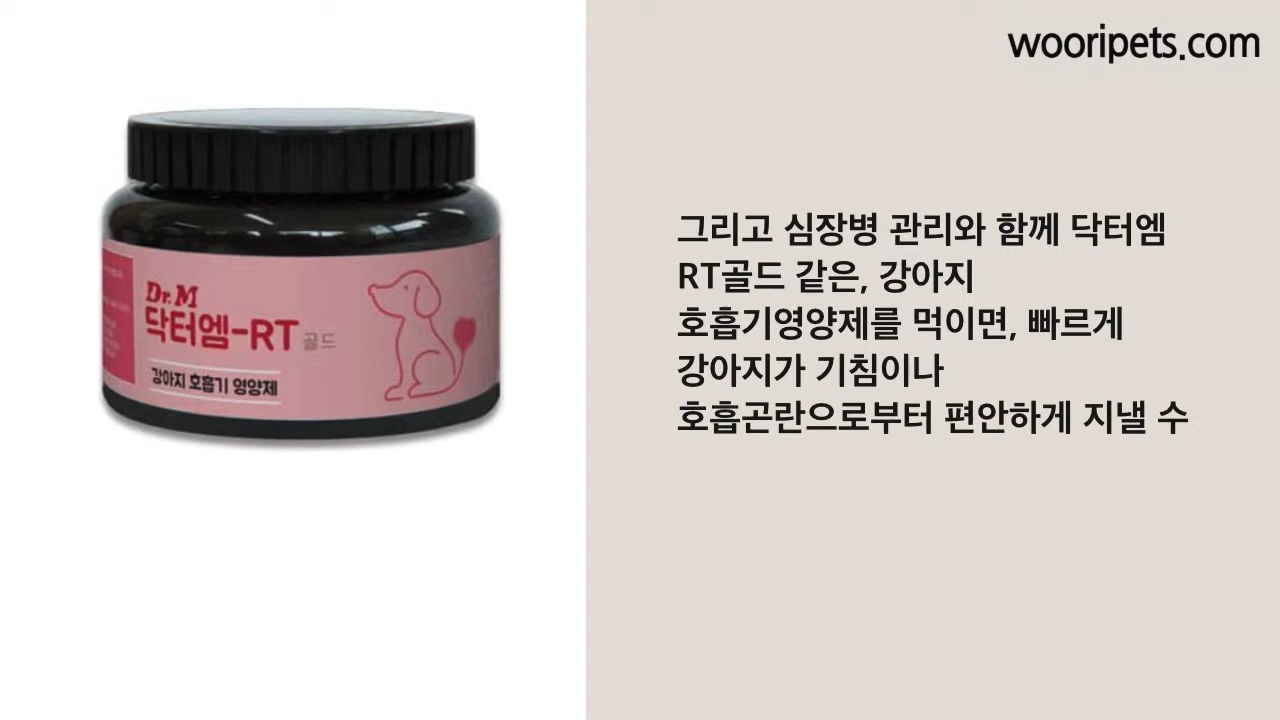 wooripets.com
그리고 심장병 관리와 함께 닥터엠
RT골드 같은, 강아지
호흡기영양제를 먹이면, 빠르게
강아지가 기침이나
호흡곤란으로부터 편안하게 지낼 수
Dr.M
닥터엠-RT 골드
강아지 호흡기 영양제